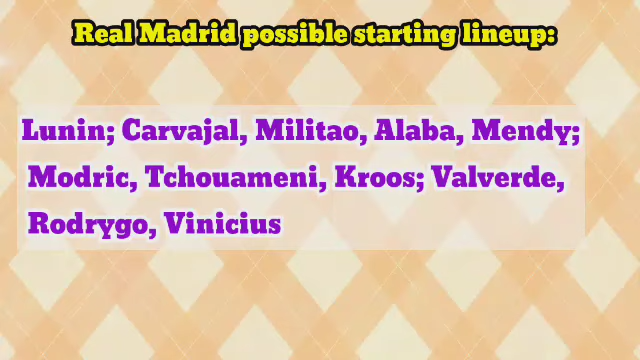 Real Madrid possible starting lineup:
Lunin; Carvajal, Militao, Alaba, Mendy;
Modric, Tchouameni, Kroos; Valverde,
Rodrygo, Vinicius